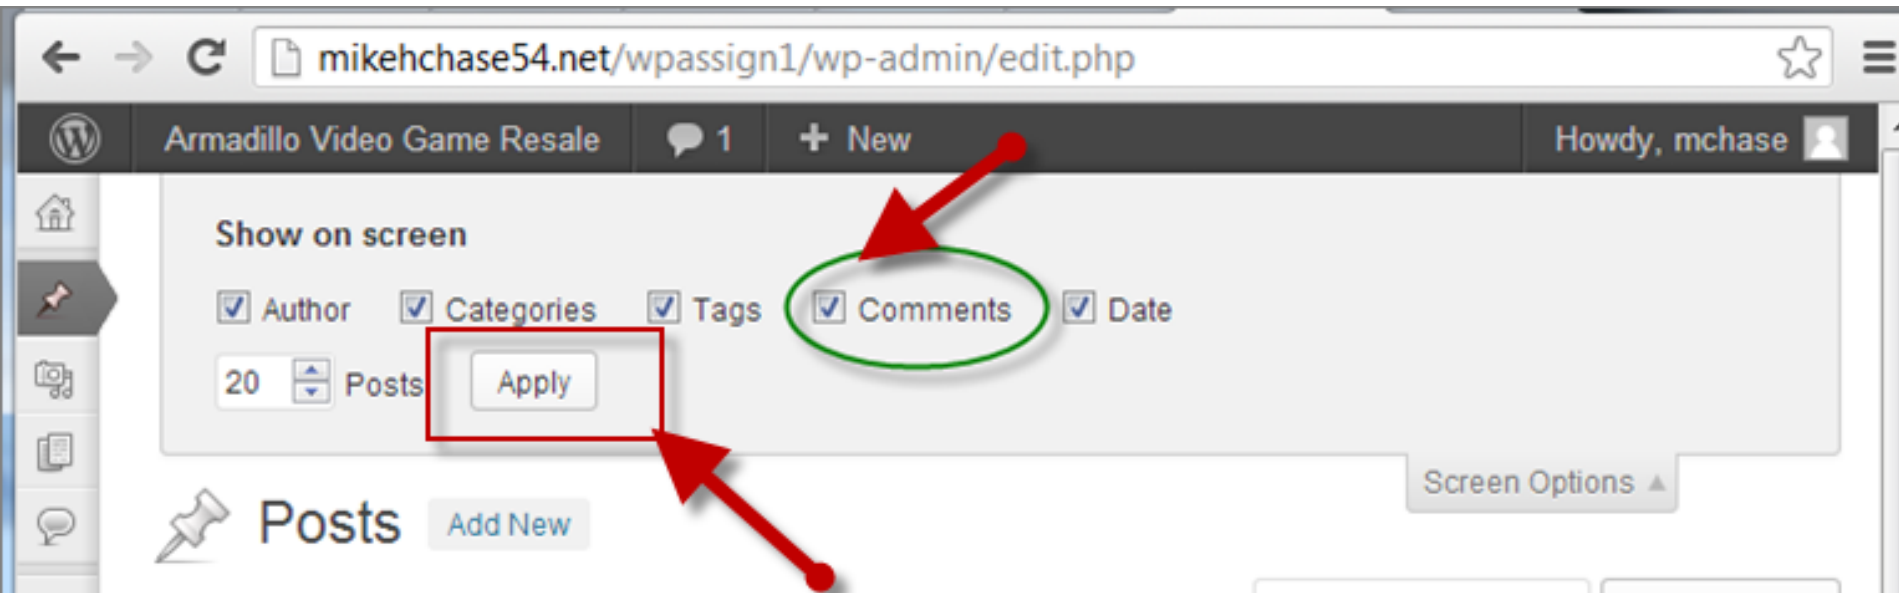 mikehchase54.net/wpassign1/wp-admin/edit.php
Armadillo Video Game Resale 1 + New Howdy, mchase
Show on screen
Author Categories Tags Comments Date
20 Posts Apply
Screen Options
Posts Add New